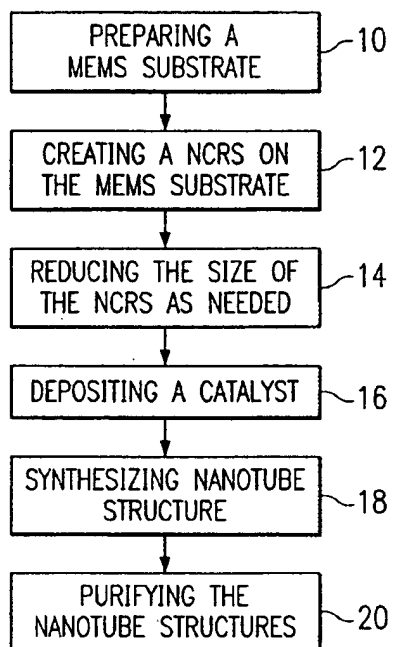 PREPARING A
MEMS SUBSTRATE
10
CREATING A NCRS ON
THE MEMS SUBSTRATE
12
REDUCING THE SIZE OF
THE NCRS AS NEEDED
14
DEPOSITING A CATALYST
16
SYNTHESIZING NANOTUBE
STRUCTURE
18
PURIFYING THE
NANOTUBE STRUCTURES
20